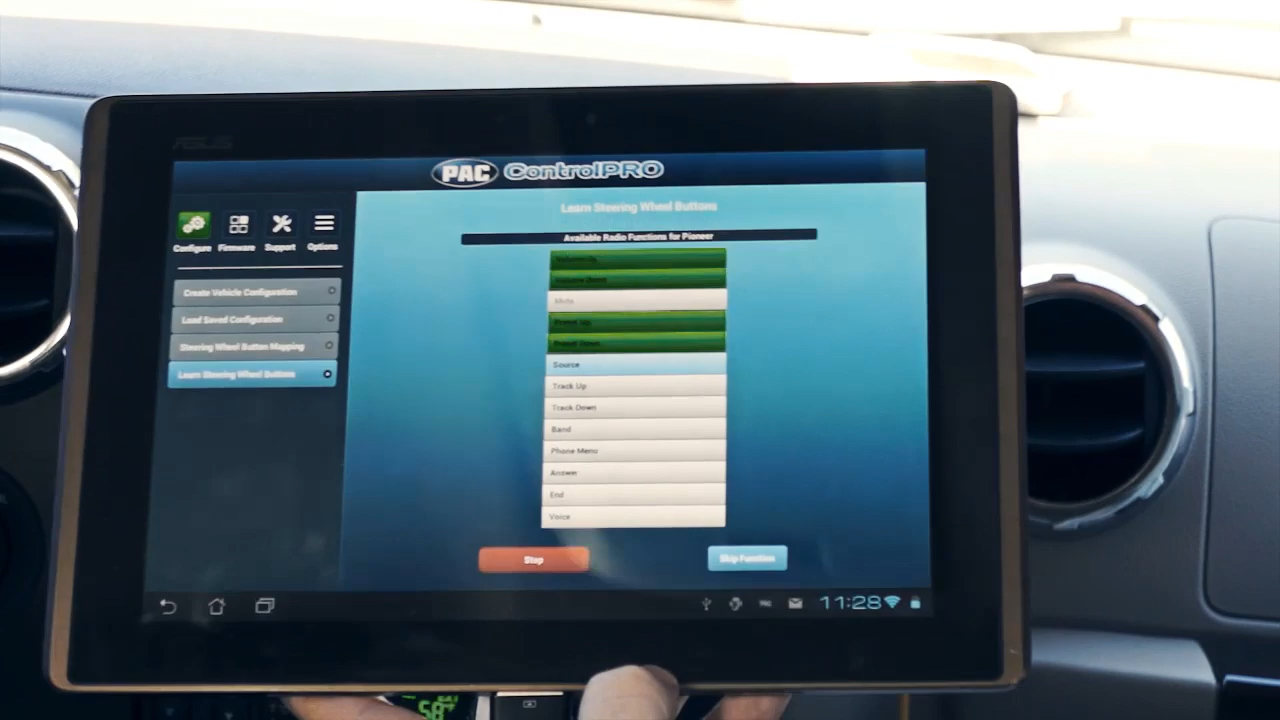 ASUS
PAC ControlPRO
Learn Steering Wheel Buttons
Configure Firmware Support Options
Available Radio Functions for Pioneer
Create Vehicle Configuration
Load Saved Configuration
Steering Wheel Button Mapping
Learn Steering Wheel Buttons
Volume Up
Volume Down
Mute
Preset Up
Preset Down
Source
Track Up
Track Down
Band
Phone Menu
Answer
End
Voice
Stop
Skip Function
11:28
58°